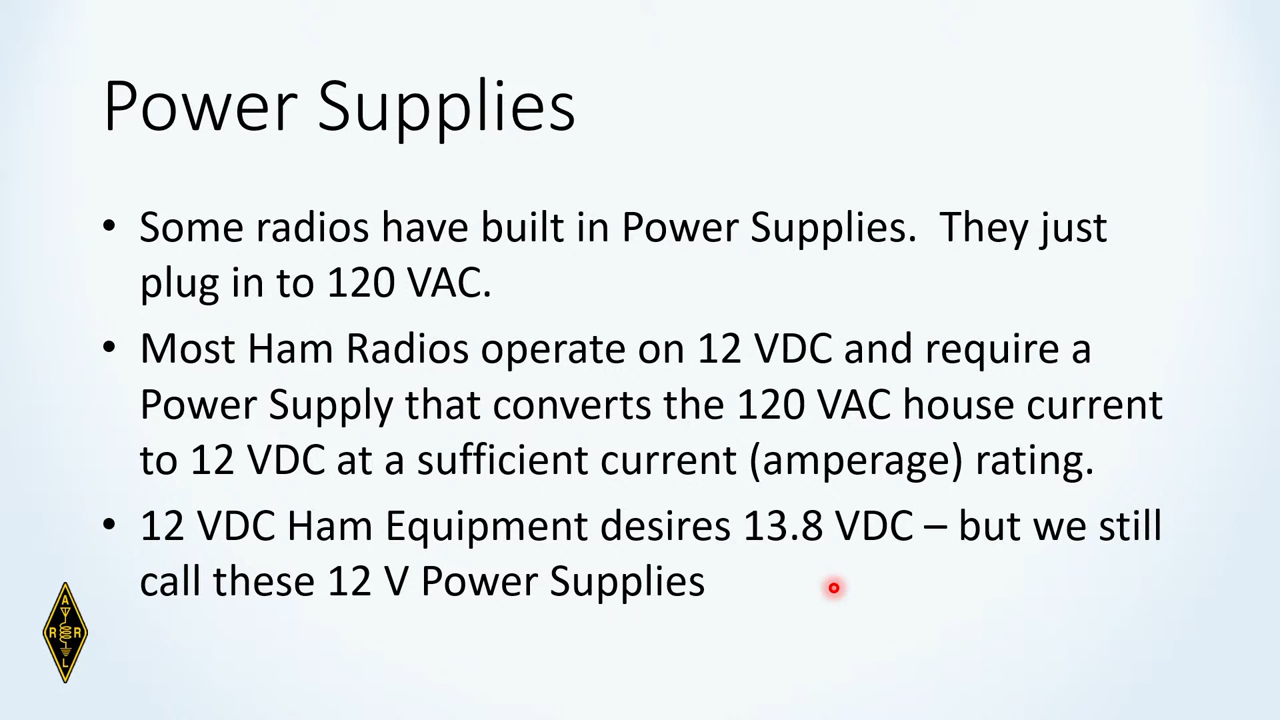 Power Supplies
• Some radios have built in Power Supplies.  They just
plug in to 120 VAC.
• Most Ham Radios operate on 12 VDC and require a
Power Supply that converts the 120 VAC house current
to 12 VDC at a sufficient current (amperage) rating.
• 12 VDC Ham Equipment desires 13.8 VDC – but we still
call these 12 V Power Supplies
A
R R
L